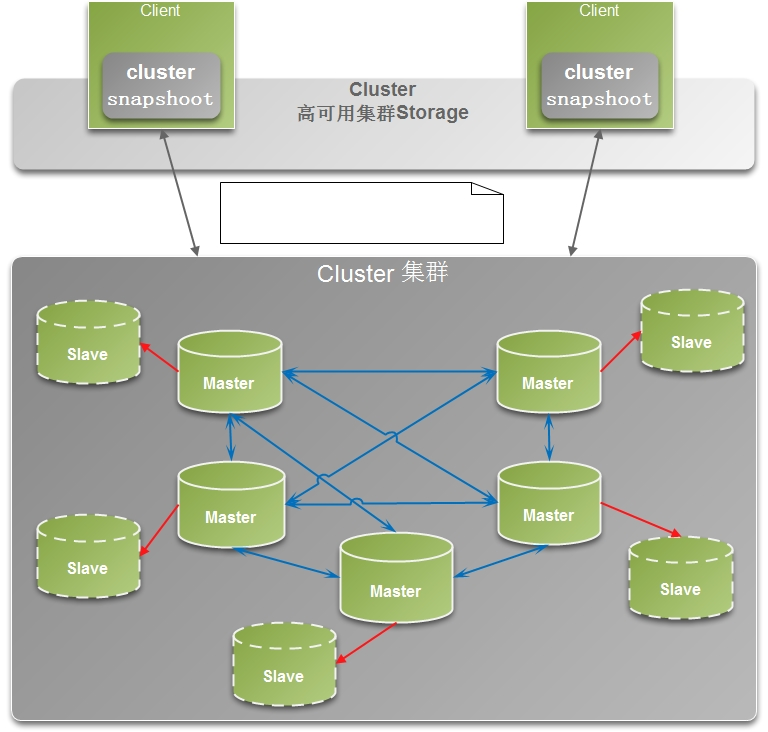 Client
Client
cluster
snapshoot
cluster
snapshoot
Cluster
高可用集群Storage
Cluster 集群
Slave
Slave
Master
Master
Master
Master
Slave
Slave
Master
Slave